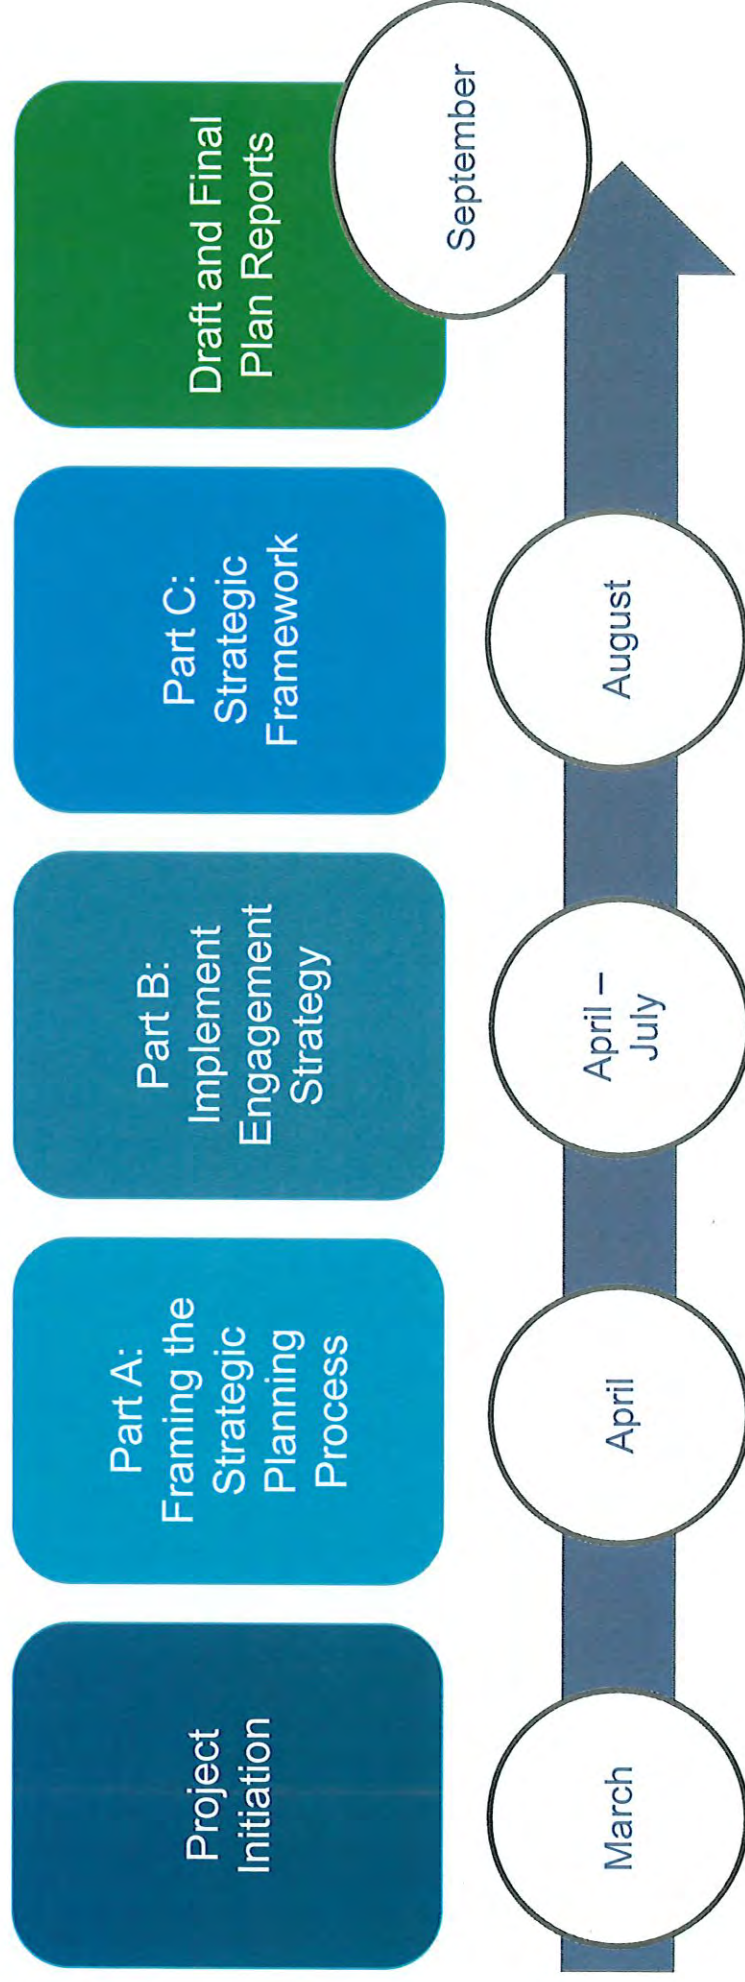 Project
Initiation
Part A:
Framing the
Strategic
Planning
Process
Part B:
Implement
Engagement
Strategy
Part C:
Strategic
Framework
Draft and Final
Plan Reports
March
April
April –
July
August
September